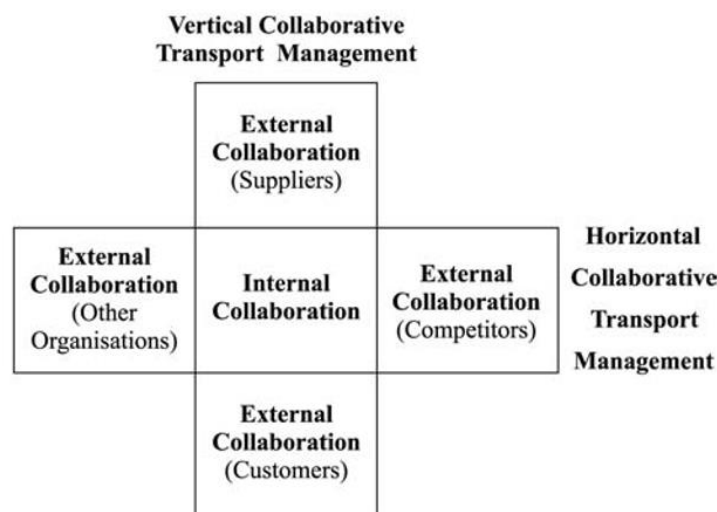 Vertical Collaborative
Transport Management
External
Collaboration
(Suppliers)
External
Collaboration
(Other
Organisations)
Internal
Collaboration
External
Collaboration
(Competitors)
Horizontal
Collaborative
Transport
Management
External
Collaboration
(Customers)